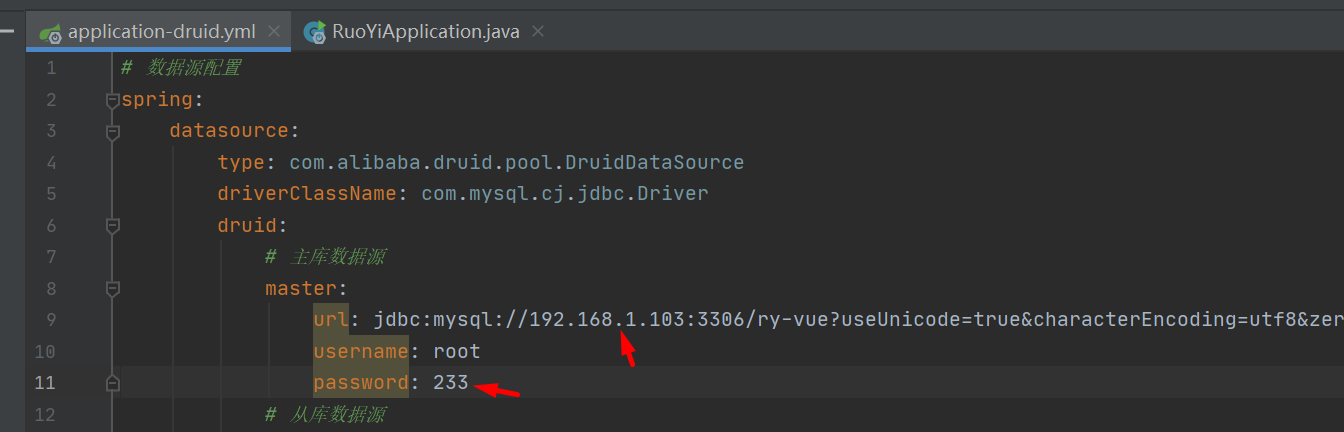 application-druid.yml RuoYiApplication.java
1 # 数据源配置
2 spring:
3 datasource:
4 type: com.alibaba.druid.pool.DruidDataSource
5 driverClassName: com.mysql.cj.jdbc.Driver
6 druid:
7 # 主库数据源
8 master:
9 url: jdbc:mysql://192.168.1.103:3306/ry-vue?useUnicode=true&characterEncoding=utf8&zer
10 username: root
11 password: 233
12 # 从库数据源